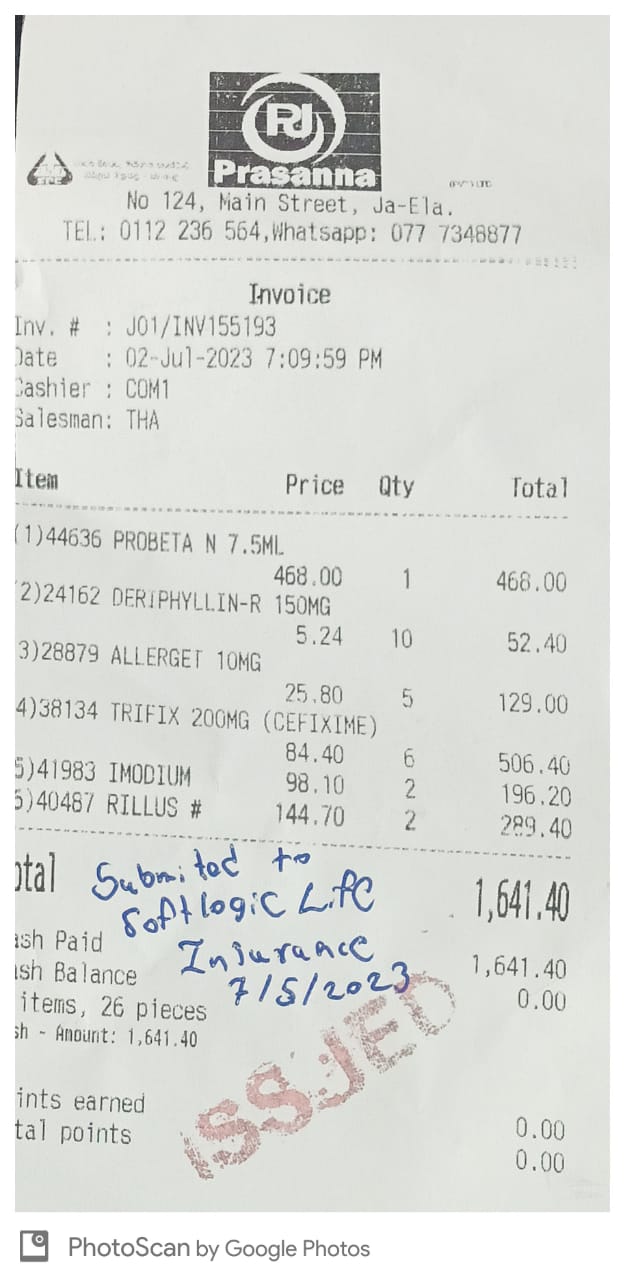 PJ
Prasanna
(PVT) LTD
No 124, Main Street, Ja-Ela.
TEL: 0112 236 564,Whatsapp: 077 7348877
Invoice
Inv. # : J01/INV155193
Date : 02-Jul-2023 7:09:59 PM
Cashier : COM1
Salesman: THA
Item Price Qty Total
(1)44636 PROBETA N 7.5ML
468.00 1 468.00
2)24162 DERIPHYLLIN-R 150MG
5.24 10 52.40
3)28879 ALLERGET 10MG
25.80 5 129.00
4)38134 TRIFIX 200MG (CEFIXIME)
84.40 6 506.40
5)41983 IMODIUM 98.10 2 196.20
6)40487 RILLUS # 144.70 2 289.40
otal 1,641.40
Submited to
Softlogic Life
Insurance
7/5/2023
ash Paid 1,641.40
ash Balance 0.00
items, 26 pieces
sh - Amount: 1,641.40
ISSUED
ints earned 0.00
tal points 0.00
PhotoScan by Google Photos